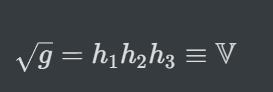 √g = h₁h₂h₃ ≡ 𝕍